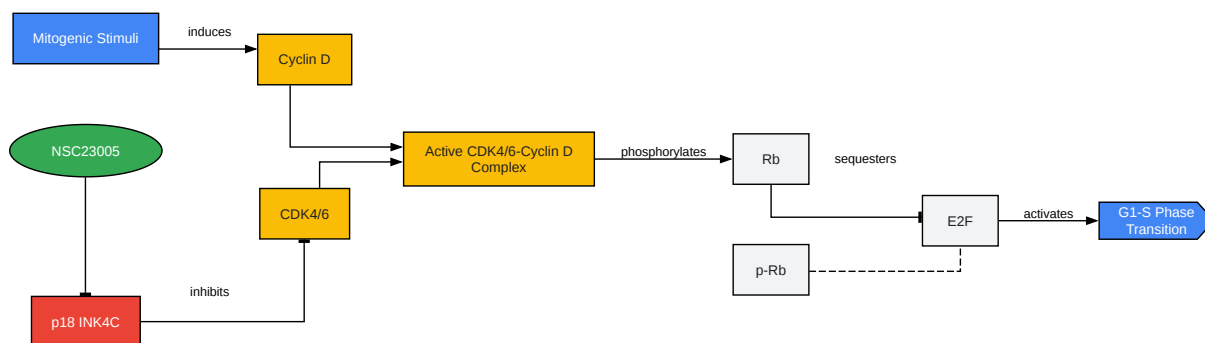 Mitogenic Stimuli
induces
Cyclin D
NSC23005
Active CDK4/6-Cyclin D
Complex
phosphorylates
Rb
sequesters
CDK4/6
E2F
activates
G1-S Phase
Transition
p-Rb
inhibits
p18 INK4C